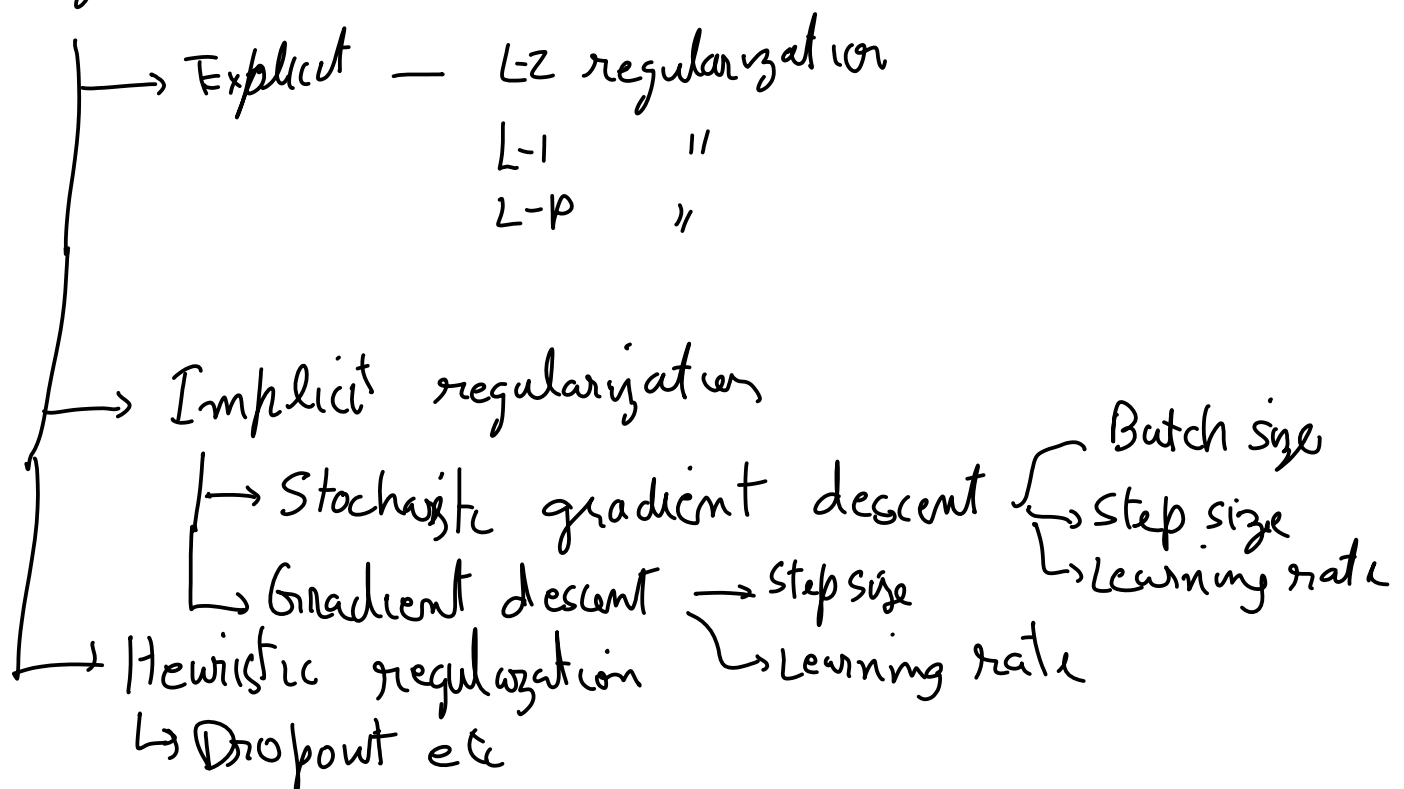 Explicit — L-2 regularization
L-1 "
L-P "
Implicit regularization
Batch size
Stochastic gradient descent
Step size
Learning rate
Gradient descent → Step size
Learning rate
Heuristic regularization
↳ Dropout etc